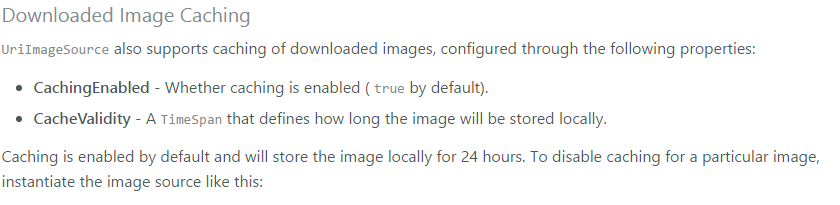 Downloaded Image Caching
UriImageSource also supports caching of downloaded images, configured through the following properties:
• CachingEnabled - Whether caching is enabled ( true by default).
• CacheValidity - A TimeSpan that defines how long the image will be stored locally.
Caching is enabled by default and will store the image locally for 24 hours. To disable caching for a particular image,
instantiate the image source like this: